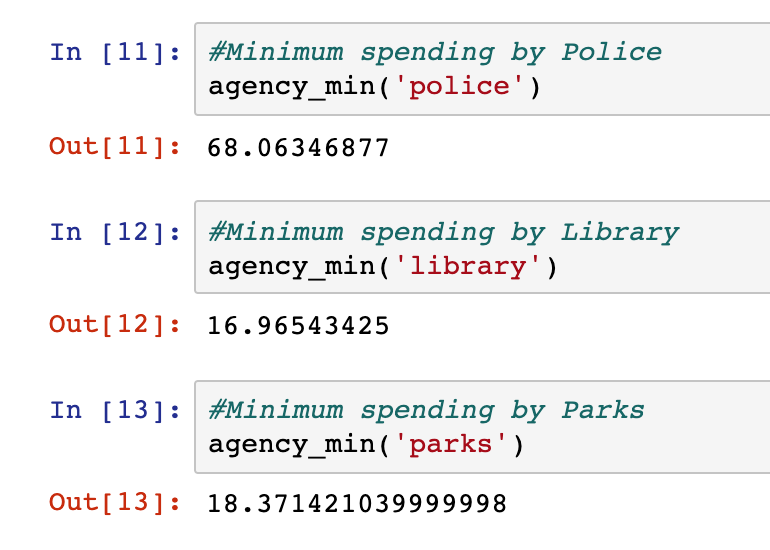 In [11]: #Minimum spending by Police
agency_min('police')
Out[11]: 68.06346877
In [12]: #Minimum spending by Library
agency_min('library')
Out[12]: 16.96543425
In [13]: #Minimum spending by Parks
agency_min('parks')
Out[13]: 18.371421039999998